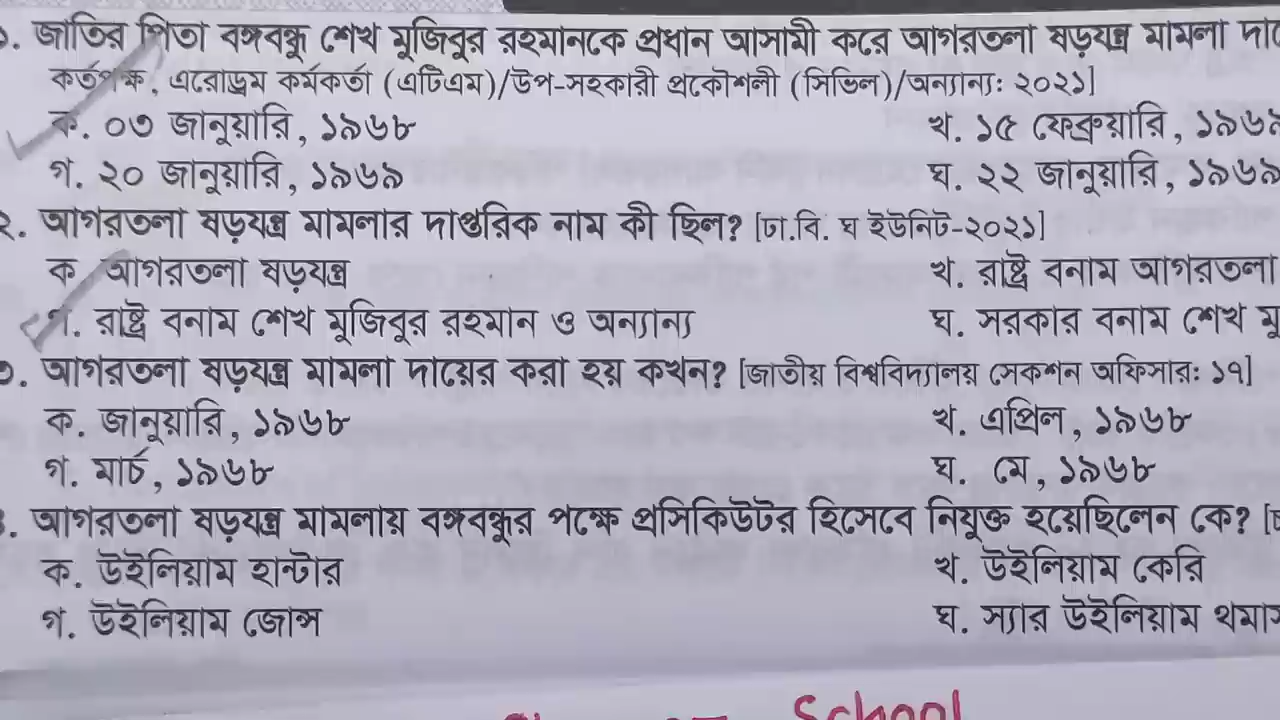 ১. জাতির পিতা বঙ্গবন্ধু শেখ মুজিবুর রহমানকে প্রধান আসামী করে আগরতলা ষড়যন্ত্র মামলা দা
কর্তৃপক্ষ, এরোড্রম কর্মকর্তা (এটিএম)/উপ-সহকারী প্রকৌশলী (সিভিল)/অন্যান্য: ২০২১]
ক. ০৩ জানুয়ারি, ১৯৬৮ খ. ১৫ ফেব্রুয়ারি, ১৯৬৯
গ. ২০ জানুয়ারি, ১৯৬৯ ঘ. ২২ জানুয়ারি, ১৯৬৯
২. আগরতলা ষড়যন্ত্র মামলার দাপ্তরিক নাম কী ছিল? [ঢা.বি. ঘ ইউনিট-২০২১]
ক. আগরতলা ষড়যন্ত্র খ. রাষ্ট্র বনাম আগরতলা
গ. রাষ্ট্র বনাম শেখ মুজিবুর রহমান ও অন্যান্য ঘ. সরকার বনাম শেখ মু
৩. আগরতলা ষড়যন্ত্র মামলা দায়ের করা হয় কখন? [জাতীয় বিশ্ববিদ্যালয় সেকশন অফিসার: ১৭]
ক. জানুয়ারি, ১৯৬৮ খ. এপ্রিল, ১৯৬৮
গ. মার্চ, ১৯৬৮ ঘ. মে, ১৯৬৮
৪. আগরতলা ষড়যন্ত্র মামলায় বঙ্গবন্ধুর পক্ষে প্রসিকিউটর হিসেবে নিযুক্ত হয়েছিলেন কে?
ক. উইলিয়াম হান্টার খ. উইলিয়াম কেরি
গ. উইলিয়াম জোন্স ঘ. স্যার উইলিয়াম থমাস
School